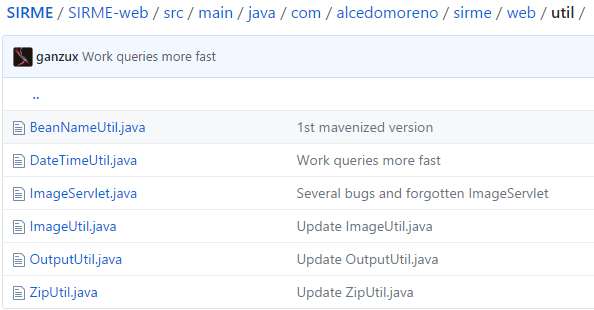 SIRME / SIRME-web / src / main / java / com / alcedomoreno / sirme / web / util /
ganzux Work queries more fast
..
BeanNameUtil.java 1st mavenized version
DateTimeUtil.java Work queries more fast
ImageServlet.java Several bugs and forgotten ImageServlet
ImageUtil.java Update ImageUtil.java
OutputUtil.java Update OutputUtil.java
ZipUtil.java Update ZipUtil.java